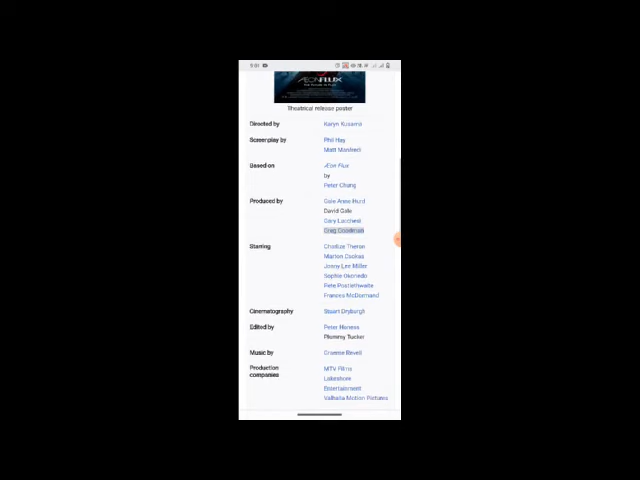 ÆONFLUX
Theatrical release poster
Directed by Karyn Kusama
Screenplay by Phil Hay
Matt Manfredi
Based on Æon Flux
by
Peter Chung
Produced by Gale Anne Hurd
David Gale
Gary Lucchesi
Greg Goodman
Starring Charlize Theron
Marton Csokas
Jonny Lee Miller
Sophie Okonedo
Pete Postlethwaite
Frances McDormand
Cinematography Stuart Dryburgh
Edited by Peter Honess
Plummy Tucker
Music by Graeme Revell
Production MTV Films
companies Lakeshore
Entertainment
Valhalla Motion Pictures